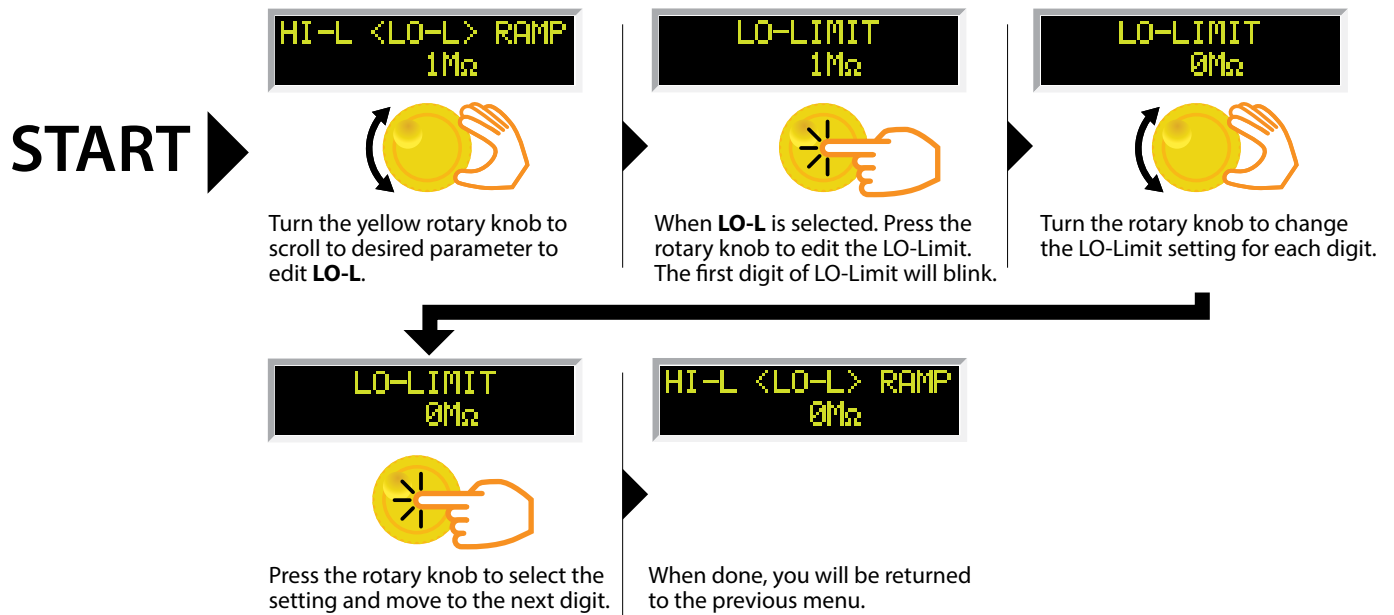 START
HI-L <LO-L> RAMP
1MΩ
Turn the yellow rotary knob to
scroll to desired parameter to
edit LO-L.
LO-LIMIT
1MΩ
When LO-L is selected. Press the
rotary knob to edit the LO-Limit.
The first digit of LO-Limit will blink.
LO-LIMIT
0MΩ
Turn the rotary knob to change
the LO-Limit setting for each digit.
LO-LIMIT
0MΩ
Press the rotary knob to select the
setting and move to the next digit.
HI-L <LO-L> RAMP
0MΩ
When done, you will be returned
to the previous menu.